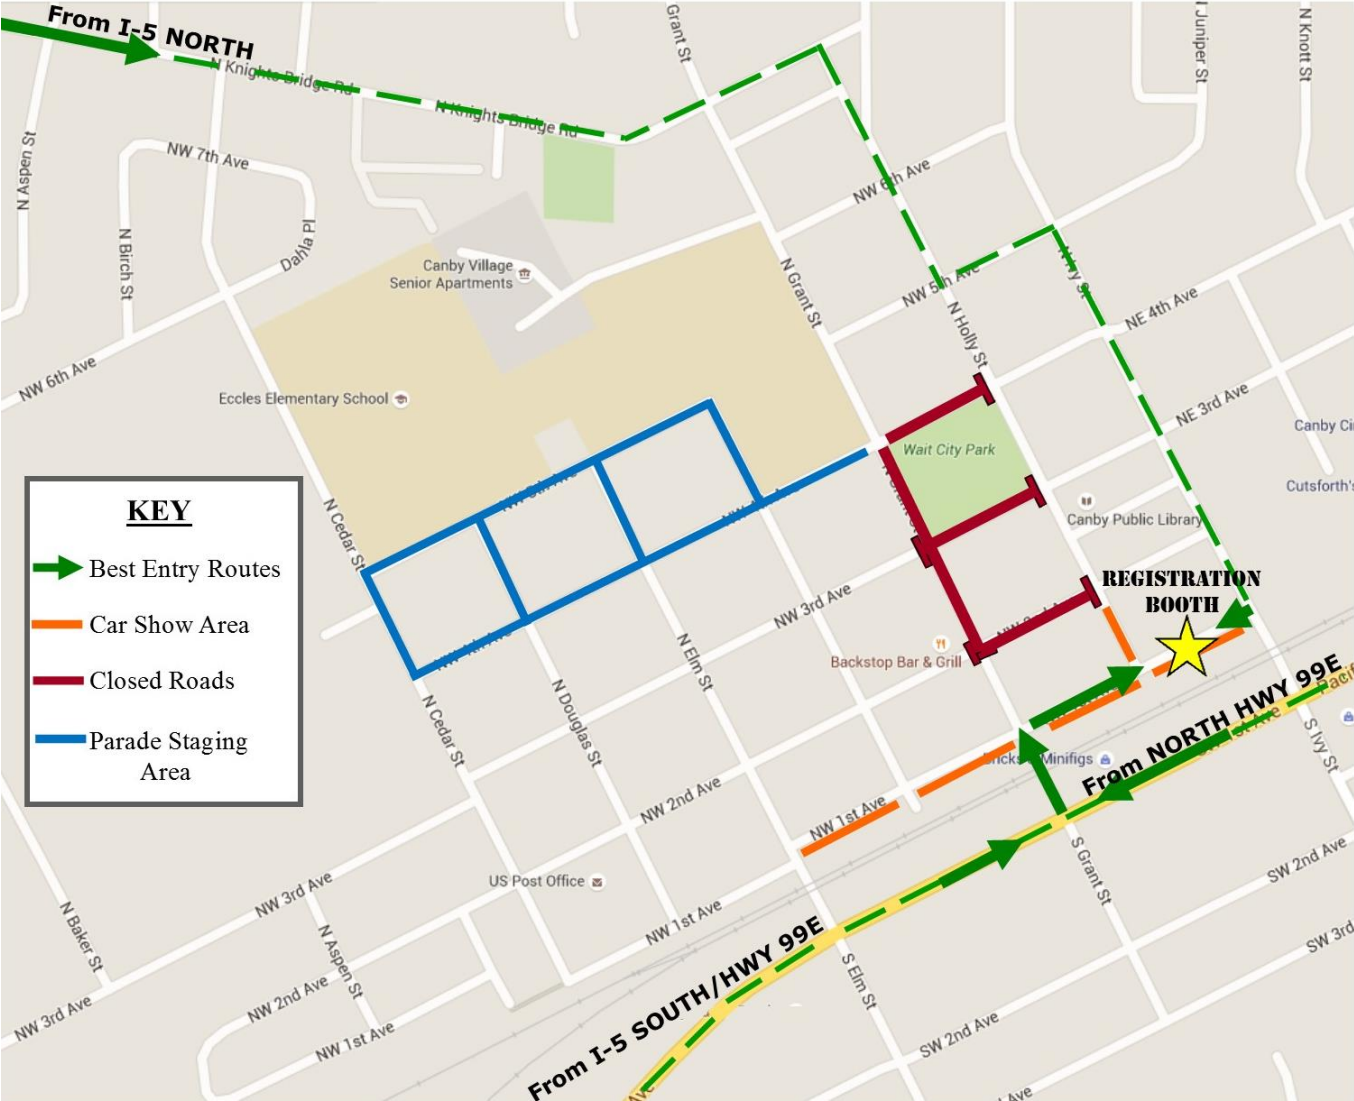 From I-5 NORTH
N Knights Bridge Rd
N Knights Bridge Rd
Grant St
N Juniper St
N Knott St
N Aspen St
NW 7th Ave
N Birch St
Dahla Pl
NW 6th Ave
Canby Village
Senior Apartments
N Grant St
NW 6th Ave
NW 5th Ave
N Ivy St
N Holly St
NE 4th Ave
NE 3rd Ave
Canby Ci
Cutsforth's
Eccles Elementary School
Wait City Park
Canby Public Library
REGISTRATION
BOOTH
N Cedar St
NW 3rd Ave
Backstop Bar & Grill
N Elm St
N Douglas St
N Cedar St
KEY
Best Entry Routes
Car Show Area
Closed Roads
Parade Staging
Area
From NORTH HWY 99E
Pacif
1st Ave
S Ivy St
Bricks & Minifigs
NW 2nd Ave
NW 1st Ave
US Post Office
S Grant St
SW 2nd Ave
SW 3rd
NW 3rd Ave
N Baker St
N Aspen St
NW 1st Ave
From I-5 SOUTH/HWY 99E
S Elm St
NW 3rd Ave
NW 2nd Ave
NW 1st Ave
SW 2nd Ave
Ave
Ave